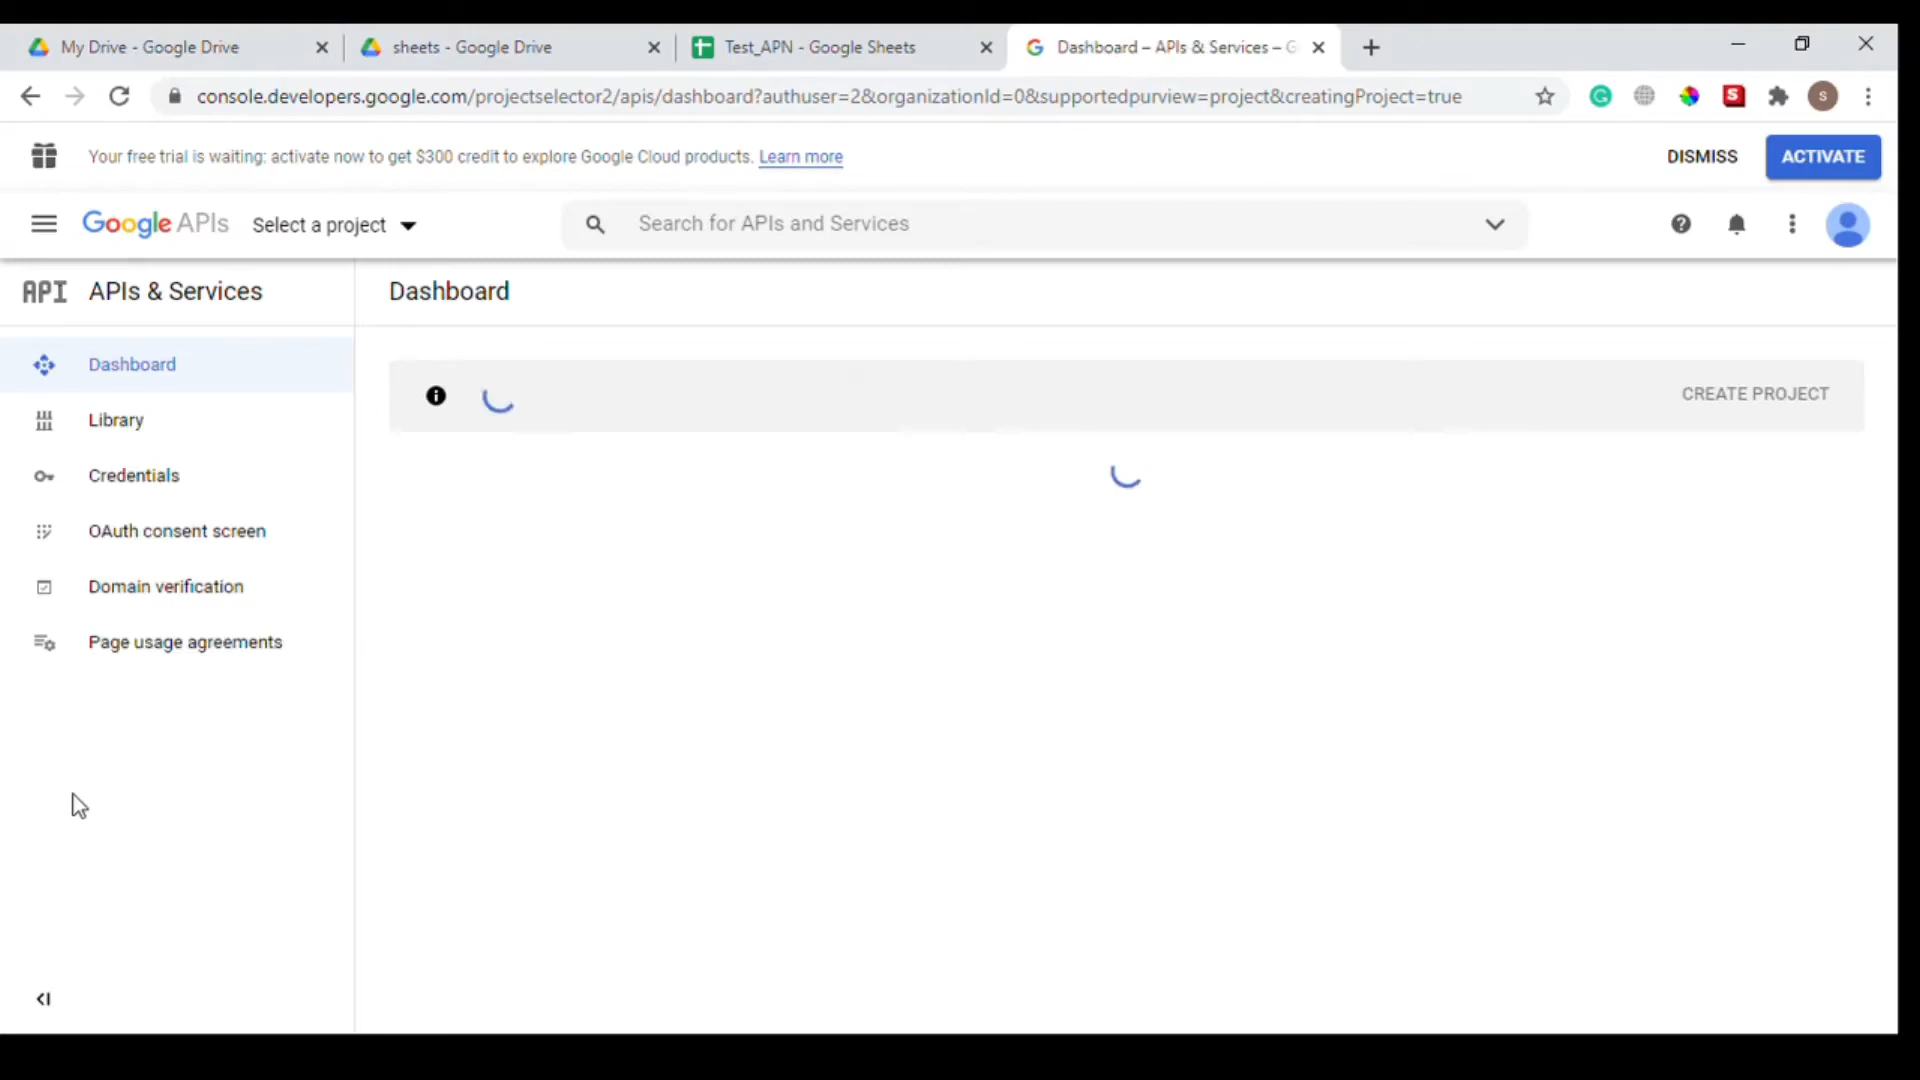 My Drive - Google Drive
sheets - Google Drive
Test_APN - Google Sheets
Dashboard – APIs & Services – G
console.developers.google.com/projectselector2/apis/dashboard?authuser=2&organizationId=0&supportedpurview=project&creatingProject=true
S
S
Your free trial is waiting: activate now to get $300 credit to explore Google Cloud products. Learn more
DISMISS
ACTIVATE
Google APIs
Select a project
Search for APIs and Services
API APIs & Services
Dashboard
Dashboard
CREATE PROJECT
Library
Credentials
OAuth consent screen
Domain verification
Page usage agreements